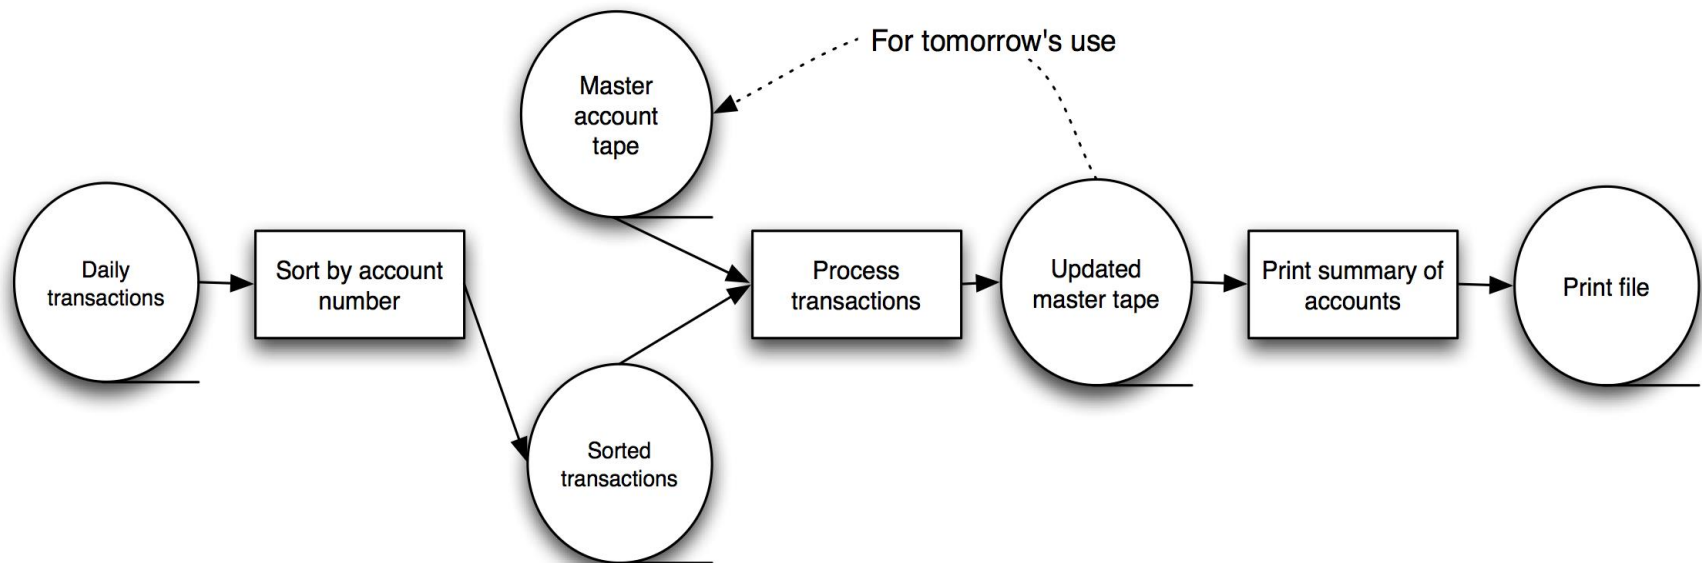 For tomorrow's use
Master
account
tape
Daily
transactions
Sort by account
number
Process
transactions
Updated
master tape
Print summary of
accounts
Print file
Sorted
transactions